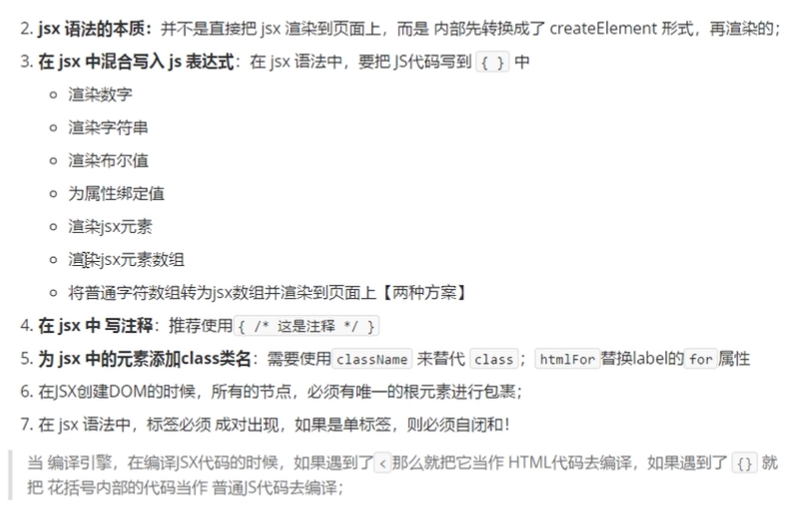 2. jsx 语法的本质：并不是直接把 jsx 渲染到页面上，而是 内部先转换成了 createElement 形式，再渲染的；
3. 在 jsx 中混合写入 js 表达式：在 jsx 语法中，要把 JS代码写到 { } 中
渲染数字
渲染字符串
渲染布尔值
为属性绑定值
渲染jsx元素
渲染jsx元素数组
将普通字符数组转为jsx数组并渲染到页面上【两种方案】
4. 在 jsx 中 写注释：推荐使用 { /* 这是注释 */ }
5. 为 jsx 中的元素添加class类名：需要使用 className 来替代 class ； htmlFor 替换label的 for 属性
6. 在JSX创建DOM的时候，所有的节点，必须有唯一的根元素进行包裹；
7. 在 jsx 语法中，标签必须 成对出现，如果是单标签，则必须自闭和！
当 编译引擎，在编译JSX代码的时候，如果遇到了 < 那么就把它当作 HTML代码去编译，如果遇到了 {} 就
把 花括号内部的代码当作 普通JS代码去编译；